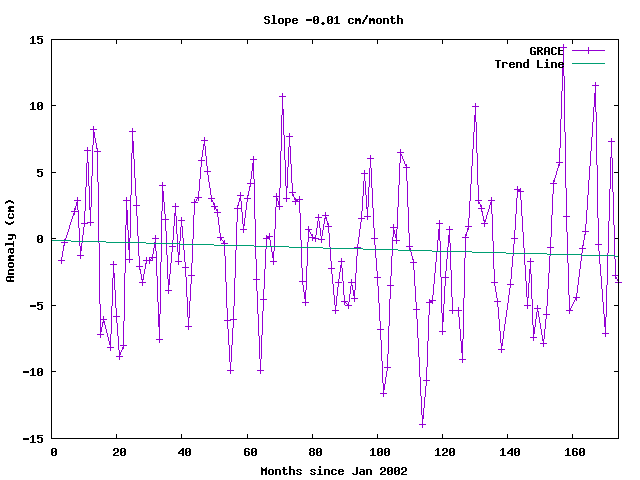 Slope -0.01 cm/month
GRACE
Trend Line
15
10
5
0
-5
-10
-15
Anomaly (cm)
0 20 40 60 80 100 120 140 160
Months since Jan 2002